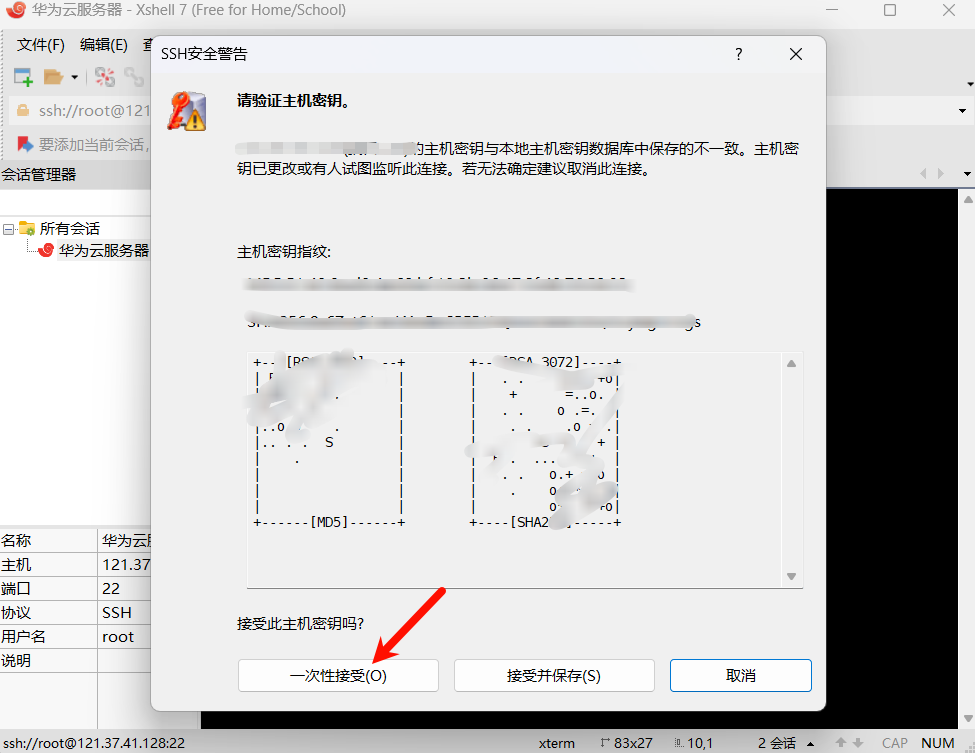 华为云服务器 - Xshell 7 (Free for Home/School)
文件(F) 编辑(E)
SSH安全警告
?
ssh://root@121
要添加当前会话,
会话管理器
所有会话
华为云服务器
请验证主机密钥。
的主机密钥与本地主机密钥数据库中保存的不一致。主机密
钥已更改或有人试图监听此连接。若无法确定建议取消此连接。
主机密钥指纹:
3072]----+
S
+------[MD5]------+
接受此主机密钥吗?
一次性接受(O) 接受并保存(S) 取消
名称 华为云
主机 121.37
端口 22
协议 SSH
用户名 root
说明
ssh://root@121.37.41.128:22 xterm 83x27 10,1 2 会话 CAP NUM